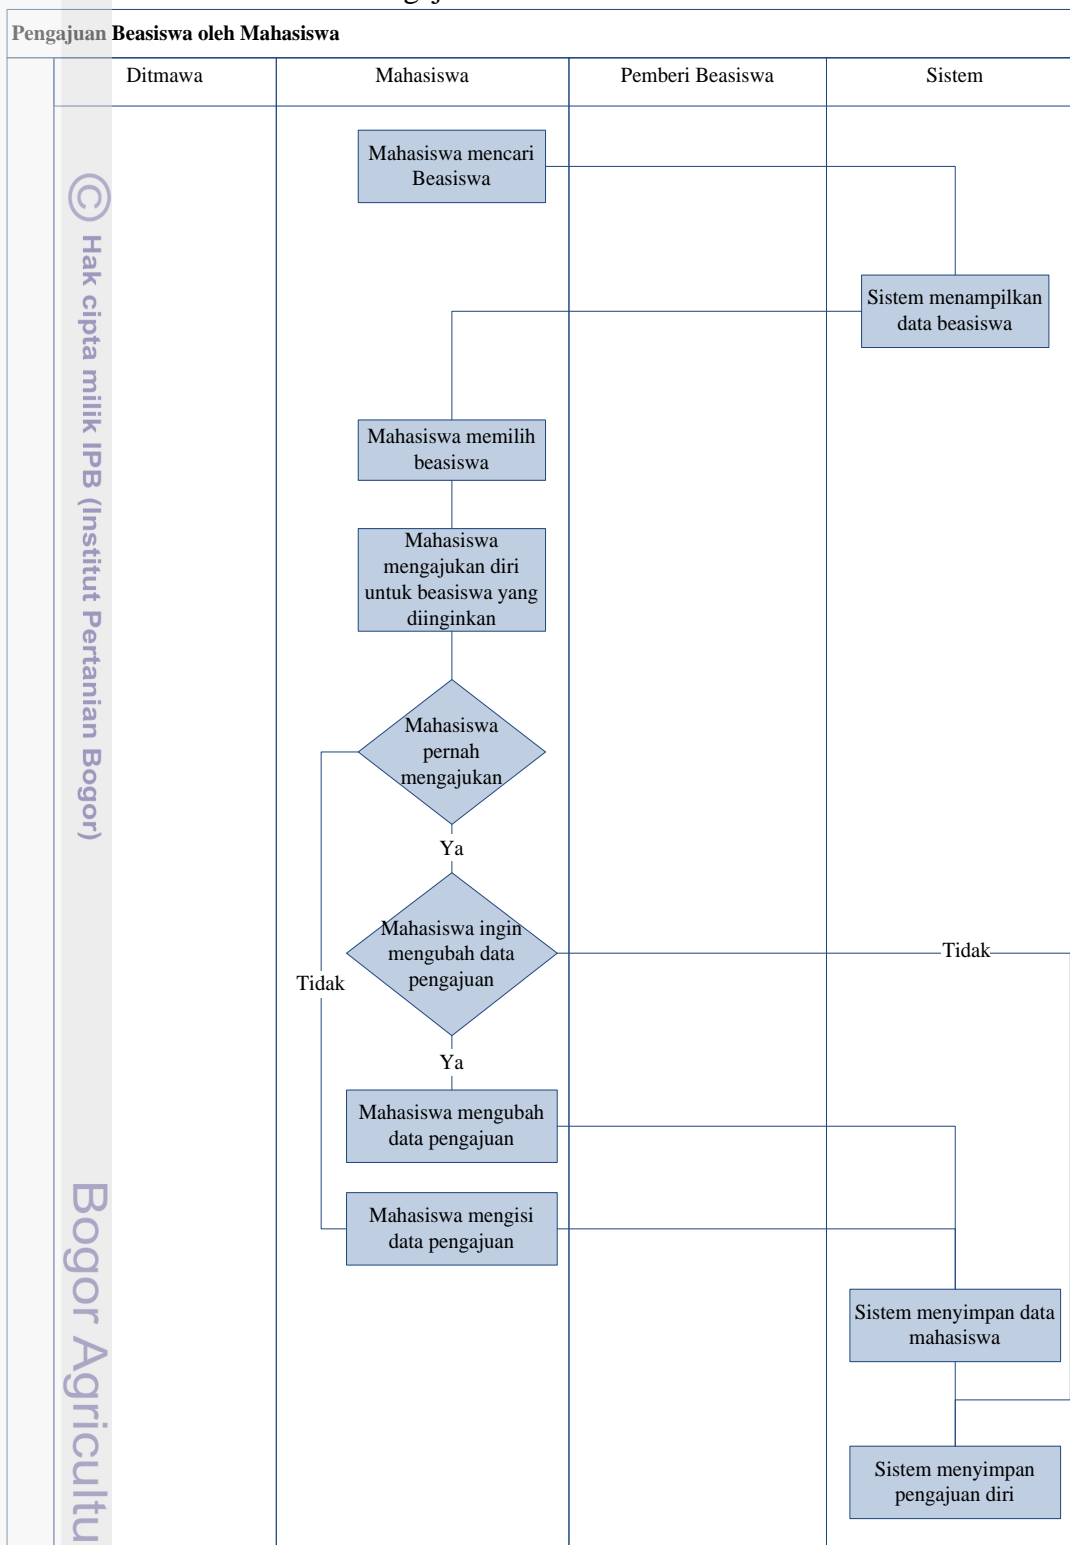 Pengajuan Beasiswa oleh Mahasiswa
Ditmawa
Mahasiswa
Pemberi Beasiswa
Sistem
Mahasiswa mencari
Beasiswa
Sistem menampilkan
data beasiswa
Mahasiswa memilih
beasiswa
Mahasiswa
mengajukan diri
untuk beasiswa yang
diinginkan
Mahasiswa
pernah
mengajukan
Ya
Mahasiswa ingin
mengubah data
pengajuan
Tidak
Tidak
Ya
Mahasiswa mengubah
data pengajuan
Mahasiswa mengisi
data pengajuan
Sistem menyimpan data
mahasiswa
Sistem menyimpan
pengajuan diri
© Hak cipta milik IPB (Institut Pertanian Bogor)
Bogor Agricultu